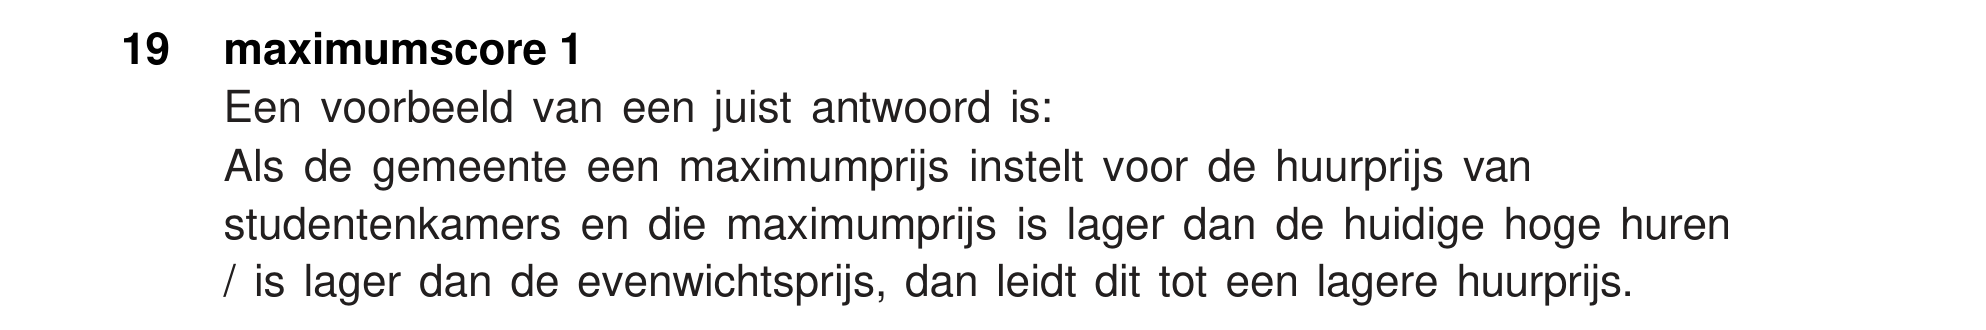 19 maximumscore 1
Een voorbeeld van een juist antwoord is:
Als de gemeente een maximumprijs instelt voor de huurprijs van
studentenkamers en die maximumprijs is lager dan de huidige hoge huren
/ is lager dan de evenwichtsprijs, dan leidt dit tot een lagere huurprijs.